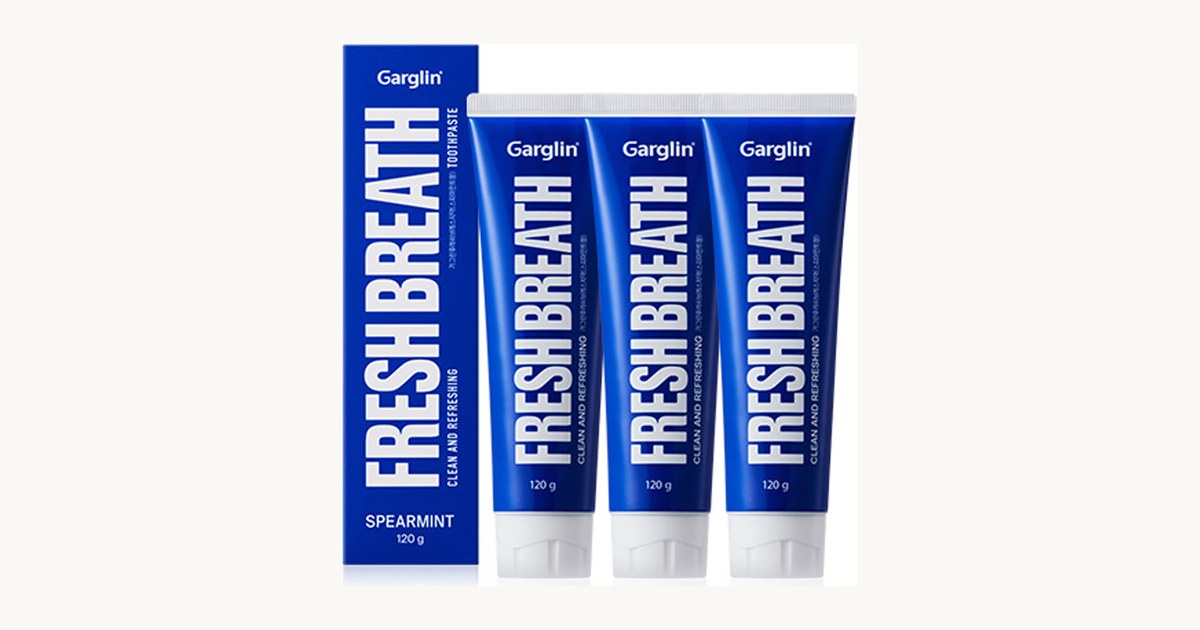 Garglin
FRESH BREATH
CLEAN AND REFRESHING
TOOTHPASTE
SPEARMINT
120 g
Garglin
FRESH BREATH
CLEAN AND REFRESHING
120 g
Garglin
FRESH BREATH
CLEAN AND REFRESHING
120 g
Garglin
FRESH BREATH
CLEAN AND REFRESHING
120 g